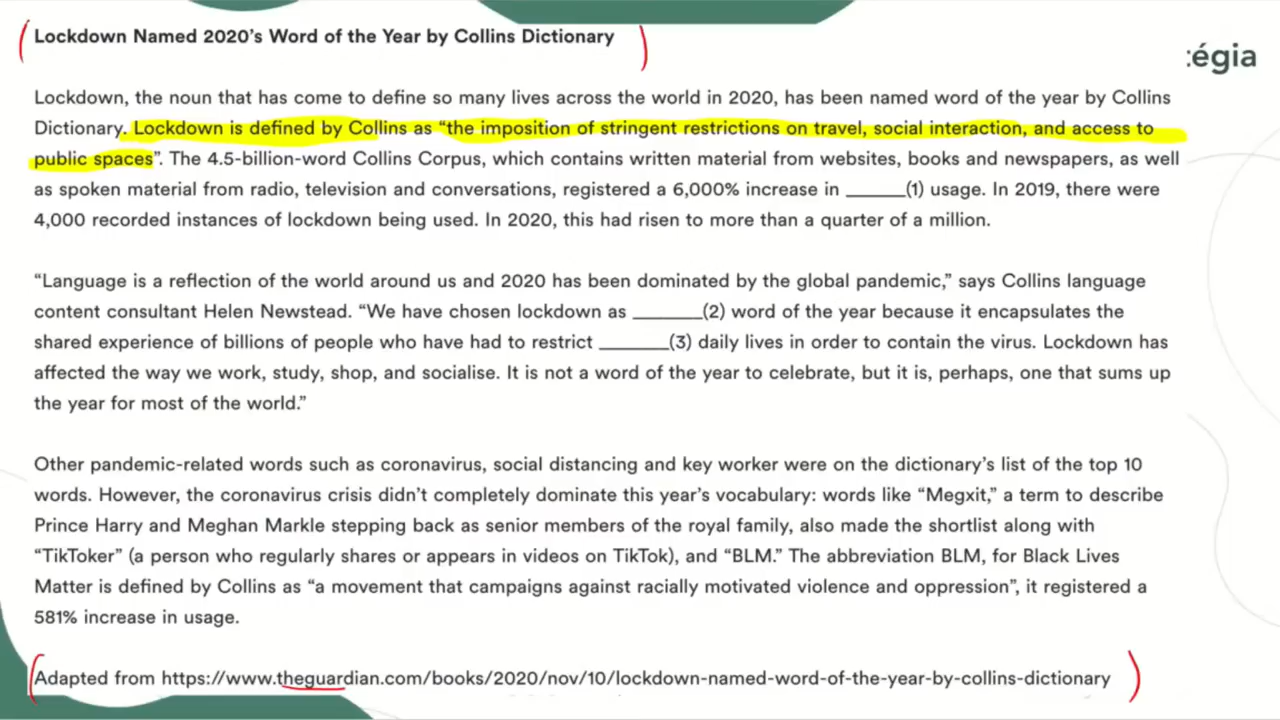 Lockdown Named 2020’s Word of the Year by Collins Dictionary
:égia
Lockdown, the noun that has come to define so many lives across the world in 2020, has been named word of the year by Collins
Dictionary. Lockdown is defined by Collins as “the imposition of stringent restrictions on travel, social interaction, and access to
public spaces”. The 4.5-billion-word Collins Corpus, which contains written material from websites, books and newspapers, as well
as spoken material from radio, television and conversations, registered a 6,000% increase in ______(1) usage. In 2019, there were
4,000 recorded instances of lockdown being used. In 2020, this had risen to more than a quarter of a million.
“Language is a reflection of the world around us and 2020 has been dominated by the global pandemic,” says Collins language
content consultant Helen Newstead. “We have chosen lockdown as _______(2) word of the year because it encapsulates the
shared experience of billions of people who have had to restrict _______(3) daily lives in order to contain the virus. Lockdown has
affected the way we work, study, shop, and socialise. It is not a word of the year to celebrate, but it is, perhaps, one that sums up
the year for most of the world.”
Other pandemic-related words such as coronavirus, social distancing and key worker were on the dictionary’s list of the top 10
words. However, the coronavirus crisis didn’t completely dominate this year’s vocabulary: words like “Megxit,” a term to describe
Prince Harry and Meghan Markle stepping back as senior members of the royal family, also made the shortlist along with
“TikToker” (a person who regularly shares or appears in videos on TikTok), and “BLM.” The abbreviation BLM, for Black Lives
Matter is defined by Collins as “a movement that campaigns against racially motivated violence and oppression”, it registered a
581% increase in usage.
Adapted from https://www.theguardian.com/books/2020/nov/10/lockdown-named-word-of-the-year-by-collins-dictionary